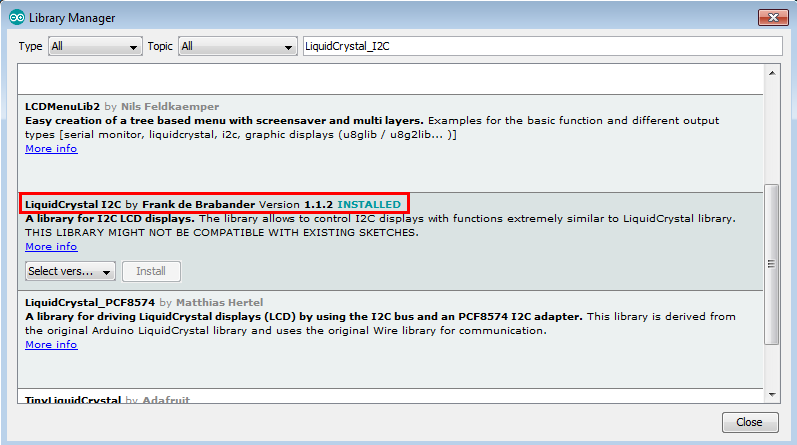 Library Manager
Type All Topic All LiquidCrystal_I2C
LCDMenuLib2 by Nils Feldkaemper
Easy creation of a tree based menu with screensaver and multi layers. Examples for the basic function and different output
types [serial monitor, liquidcrystal, i2c, graphic displays (u8glib / u8g2lib... )]
More info
LiquidCrystal I2C by Frank de Brabander Version 1.1.2 INSTALLED
A library for I2C LCD displays. The library allows to control I2C displays with functions extremely similar to LiquidCrystal library.
THIS LIBRARY MIGHT NOT BE COMPATIBLE WITH EXISTING SKETCHES.
More info
Select vers... Install
LiquidCrystal_PCF8574 by Matthias Hertel
A library for driving LiquidCrystal displays (LCD) by using the I2C bus and an PCF8574 I2C adapter. This library is derived from
the original Arduino LiquidCrystal library and uses the original Wire library for communication.
More info
TinyLiquidCrystal by Adafruit
Close